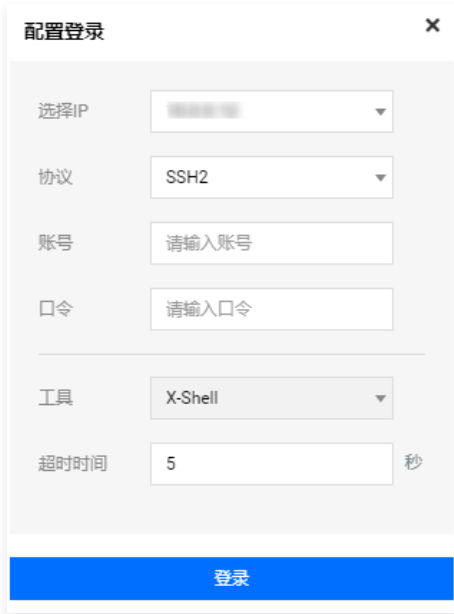 配置登录
选择IP
协议 SSH2
账号 请输入账号
口令 请输入口令
工具 X-Shell
超时时间 5 秒
登录